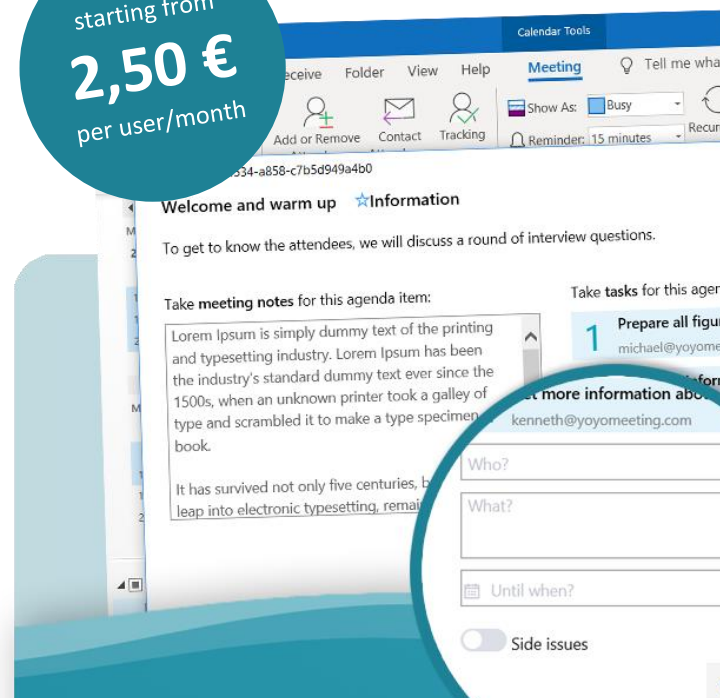 starting from
2,50 €
per user/month
Calendar Tools
eceive Folder View Help Meeting Tell me wha
Add or Remove Contact Tracking
Show As: Busy
Reminder: 15 minutes
Recur
534-a858-c7b5d949a4b0
Welcome and warm up ☆Information
To get to know the attendees, we will discuss a round of interview questions.
Take meeting notes for this agenda item:
Lorem Ipsum is simply dummy text of the printing
and typesetting industry. Lorem Ipsum has been
the industry's standard dummy text ever since the
1500s, when an unknown printer took a galley of
type and scrambled it to make a type specimen
book.
It has survived not only five centuries, b
leap into electronic typesetting, remai
Take tasks for this agen
1 Prepare all figu
michael@yoyome
more information abou
kenneth@yoyomeeting.com
Who?
What?
Until when?
Side issues